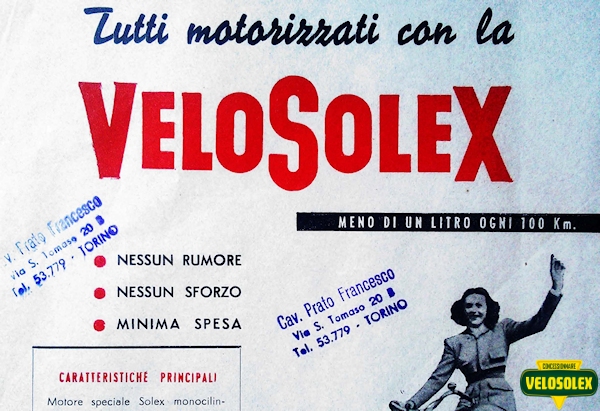 Tutti motorizzati con la
VELOSOLEX
MENO DI UN LITRO OGNI 100 Km.
Cav. Prato Francesco
Via S. Tomaso 20 B
Tel. 53.779 - TORINO
NESSUN RUMORE
NESSUN SFORZO
MINIMA SPESA
Cav. Prato Francesco
Via S. Tomaso 20 B
Tel. 53.779 - TORINO
CARATTERISTICHE PRINCIPALI
Motore speciale Solex monocilin-
CONCESSIONNAIRE
VELOSOLEX